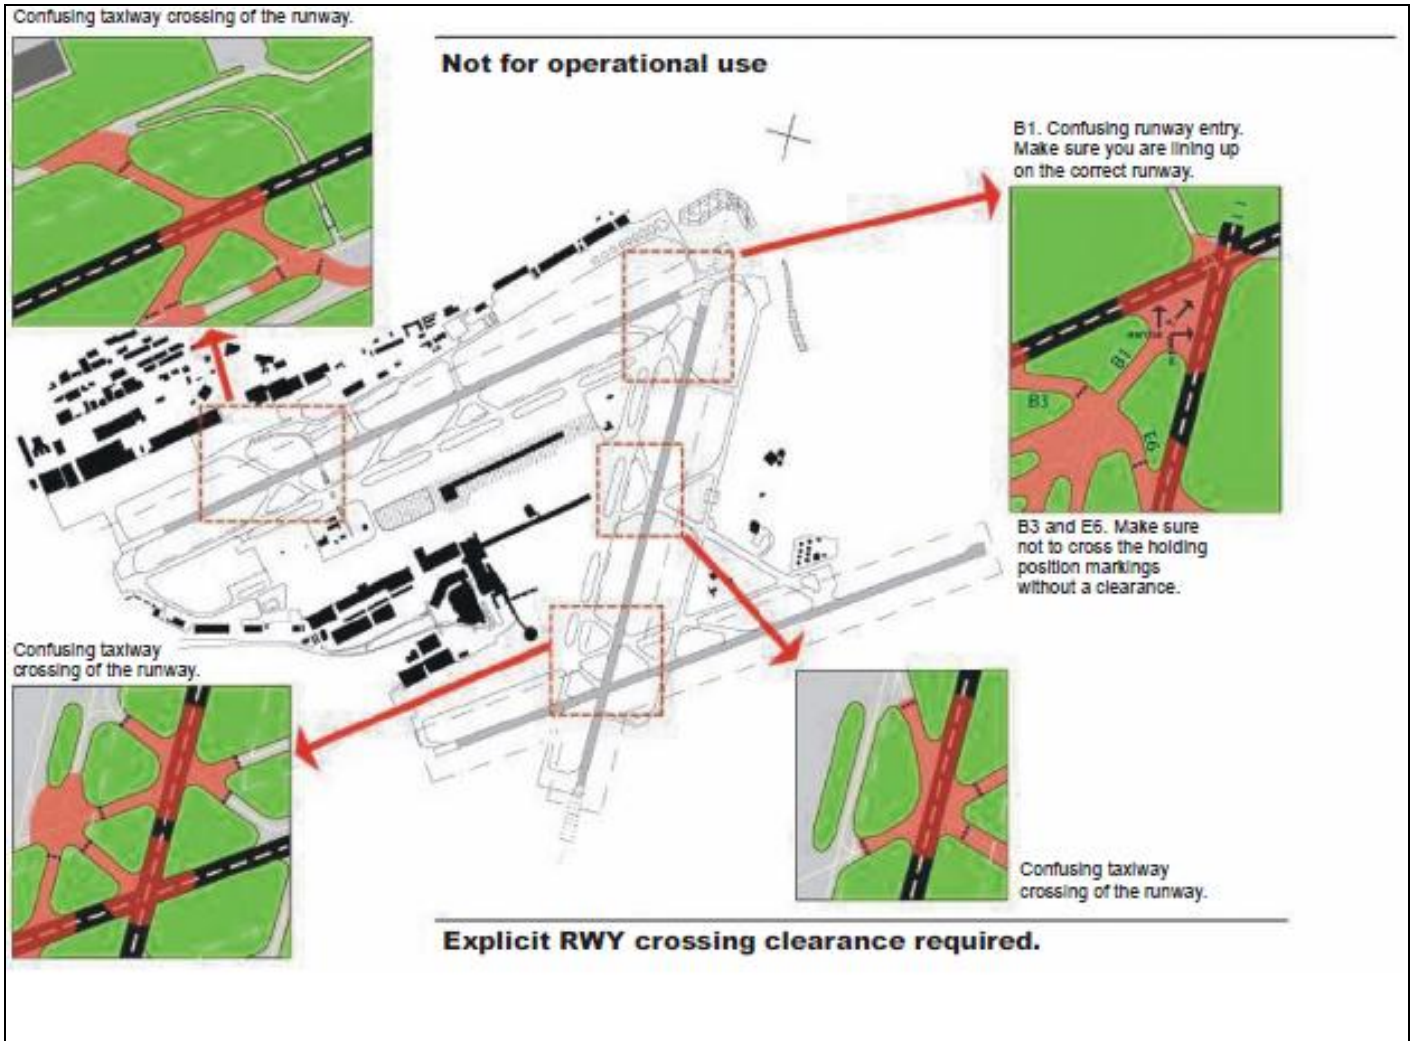 Confusing taxiway crossing of the runway.
Not for operational use
B1. Confusing runway entry.
Make sure you are lining up
on the correct runway.
B1
B3
E6
B3 and E6. Make sure
not to cross the holding
position markings
without a clearance.
Confusing taxiway
crossing of the runway.
Confusing taxiway
crossing of the runway.
Explicit RWY crossing clearance required.